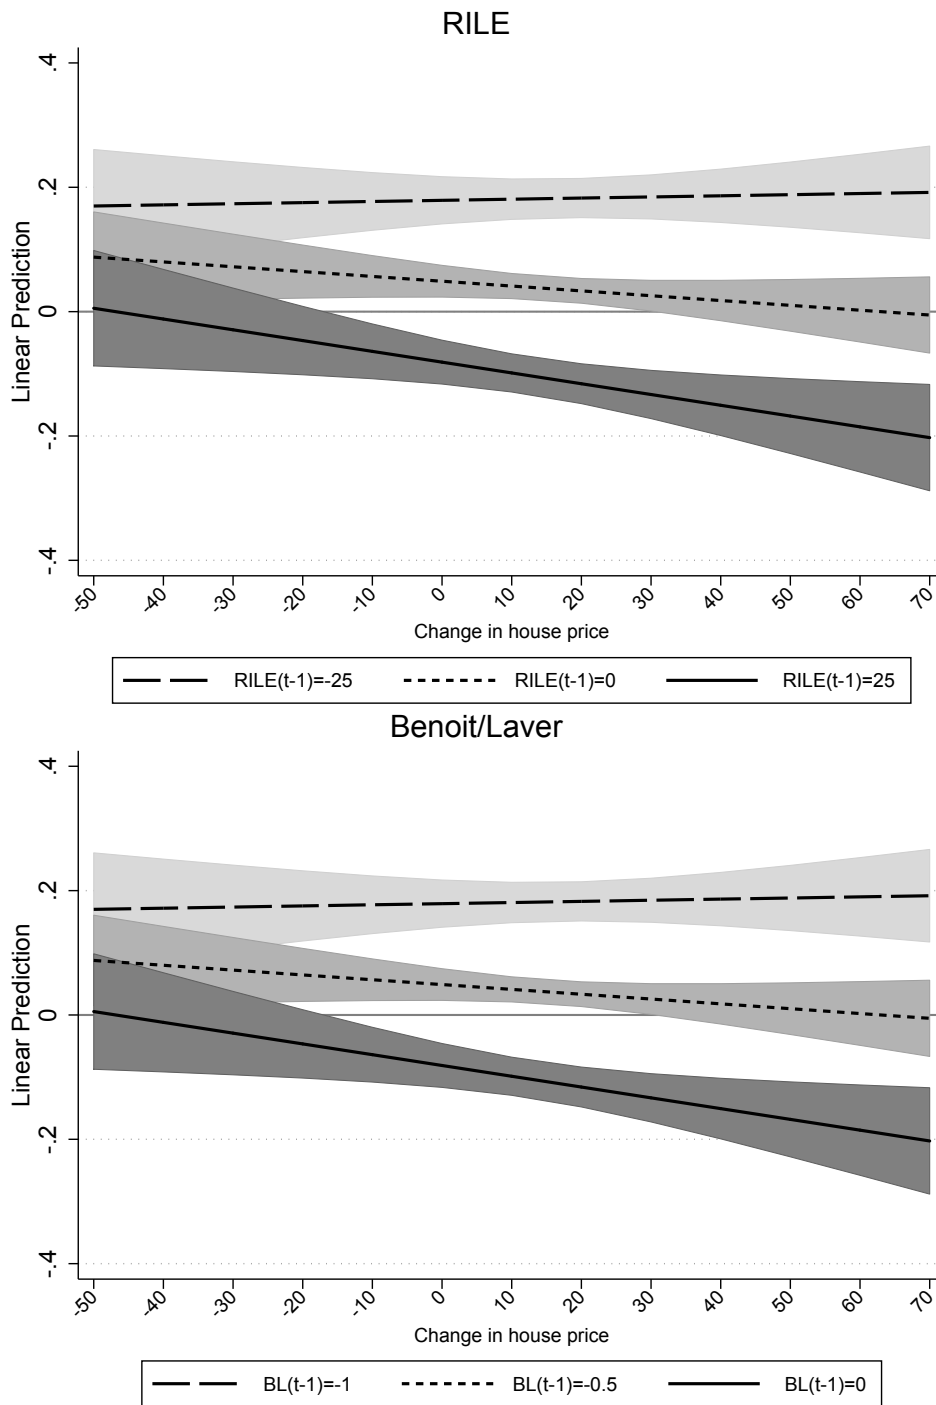 RILE
Linear Prediction
.4
.2
0
-.2
-.4
-50 -40 -30 -20 -10 0 10 20 30 40 50 60 70
Change in house price
RILE(t-1)=-25 RILE(t-1)=0 RILE(t-1)=25
Benoit/Laver
Linear Prediction
.4
.2
0
-.2
-.4
-50 -40 -30 -20 -10 0 10 20 30 40 50 60 70
Change in house price
BL(t-1)=-1 BL(t-1)=-0.5 BL(t-1)=0